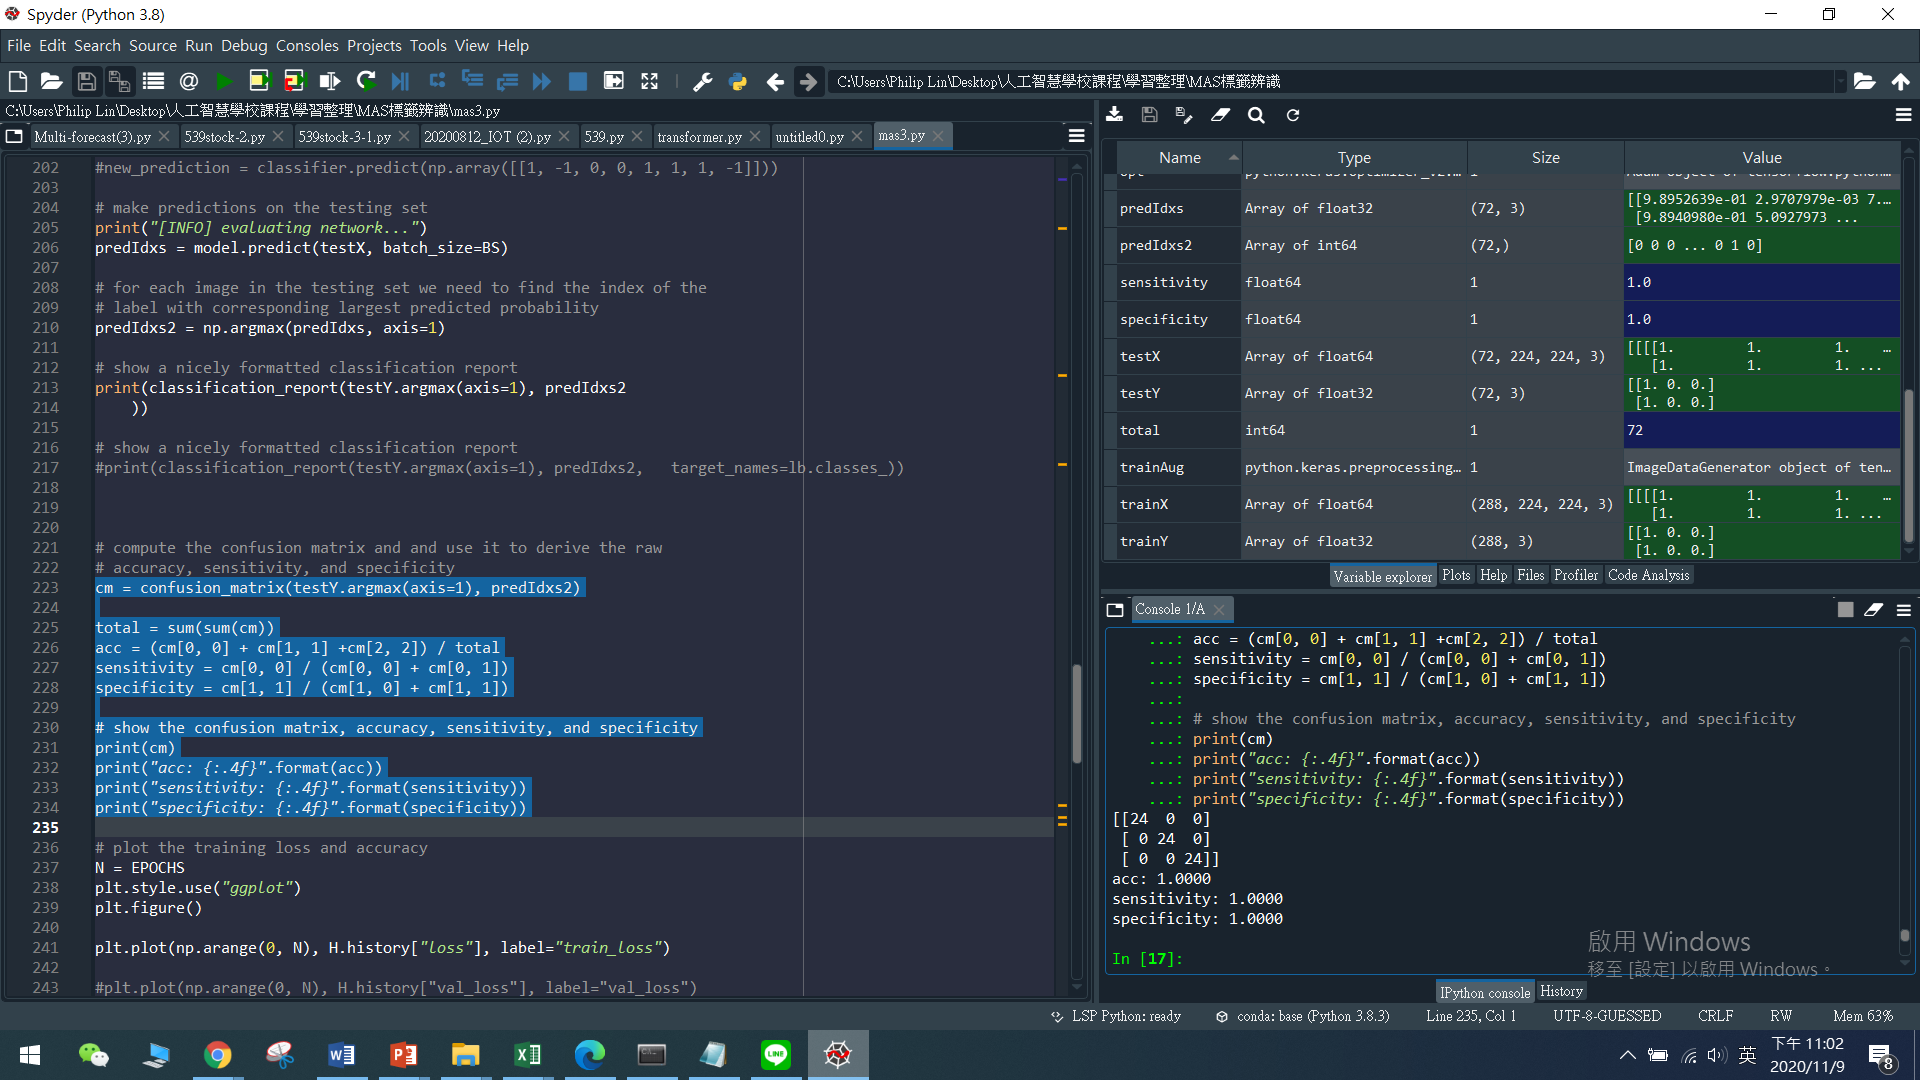 Spyder (Python 3.8)
File Edit Search Source Run Debug Consoles Projects Tools View Help
C:\Users\Philip Lin\Desktop\人工智慧學校課程\學習整理\MAS標籤辨識
C:\Users\Philip Lin\Desktop\人工智慧學校課程\學習整理\MAS標籤辨識\mas3.py
Multi-forecast(3).py 539stock-2.py 539stock-3-1.py 20200812_IOT (2).py 539.py transformer.py untitled0.py mas3.py
202 #new_prediction = classifier.predict(np.array([[1, -1, 0, 0, 1, 1, 1, -1]]))
203
204 # make predictions on the testing set
205 print("[INFO] evaluating network...")
206 predIdxs = model.predict(testX, batch_size=BS)
207
208 # for each image in the testing set we need to find the index of the
209 # label with corresponding largest predicted probability
210 predIdxs2 = np.argmax(predIdxs, axis=1)
211
212 # show a nicely formatted classification report
213 print(classification_report(testY.argmax(axis=1), predIdxs2
214     ))
215
216 # show a nicely formatted classification report
217 #print(classification_report(testY.argmax(axis=1), predIdxs2,   target_names=lb.classes_))
218
219
220
221 # compute the confusion matrix and and use it to derive the raw
222 # accuracy, sensitivity, and specificity
223 cm = confusion_matrix(testY.argmax(axis=1), predIdxs2)
224
225 total = sum(sum(cm))
226 acc = (cm[0, 0] + cm[1, 1] +cm[2, 2]) / total
227 sensitivity = cm[0, 0] / (cm[0, 0] + cm[0, 1])
228 specificity = cm[1, 1] / (cm[1, 0] + cm[1, 1])
229
230 # show the confusion matrix, accuracy, sensitivity, and specificity
231 print(cm)
232 print("acc: {:.4f}".format(acc))
233 print("sensitivity: {:.4f}".format(sensitivity))
234 print("specificity: {:.4f}".format(specificity))
235
236 # plot the training loss and accuracy
237 N = EPOCHS
238 plt.style.use("ggplot")
239 plt.figure()
240
241 plt.plot(np.arange(0, N), H.history["loss"], label="train_loss")
242
243 #plt.plot(np.arange(0, N), H.history["val_loss"], label="val_loss")
Name Type Size Value
predIdxs Array of float32 (72, 3) [[9.8952639e-01 2.9707979e-03 7.…
[9.8940980e-01 5.0927973 ...
predIdxs2 Array of int64 (72,) [0 0 0 ... 0 1 0]
sensitivity float64 1 1.0
specificity float64 1 1.0
testX Array of float64 (72, 224, 224, 3) [[[[1. 1. 1. …
[1. 1. 1. ...
testY Array of float32 (72, 3) [[1. 0. 0.]
[1. 0. 0.]
total int64 1 72
trainAug python.keras.preprocessing… 1 ImageDataGenerator object of ten…
trainX Array of float64 (288, 224, 224, 3) [[[[1. 1. 1. …
[1. 1. 1. ...
trainY Array of float32 (288, 3) [[1. 0. 0.]
[1. 0. 0.]
Variable explorer Plots Help Files Profiler Code Analysis
Console 1/A
...: acc = (cm[0, 0] + cm[1, 1] +cm[2, 2]) / total
...: sensitivity = cm[0, 0] / (cm[0, 0] + cm[0, 1])
...: specificity = cm[1, 1] / (cm[1, 0] + cm[1, 1])
...:
...: # show the confusion matrix, accuracy, sensitivity, and specificity
...: print(cm)
...: print("acc: {:.4f}".format(acc))
...: print("sensitivity: {:.4f}".format(sensitivity))
...: print("specificity: {:.4f}".format(specificity))
[[24  0  0]
 [ 0 24  0]
 [ 0  0 24]]
acc: 1.0000
sensitivity: 1.0000
specificity: 1.0000
In [17]:
啟用 Windows
移至 [設定] 以啟用 Windows。
IPython console History
LSP Python: ready conda: base (Python 3.8.3) Line 235, Col 1 UTF-8-GUESSED CRLF RW Mem 63%
英 下午 11:02
2020/11/9 8